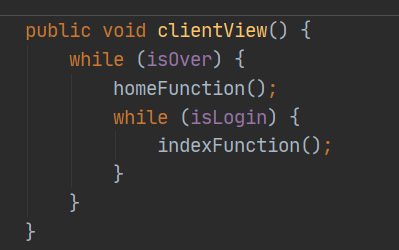 public void clientView() {
    while (isOver) {
        homeFunction();
        while (isLogin) {
            indexFunction();
        }
    }
}